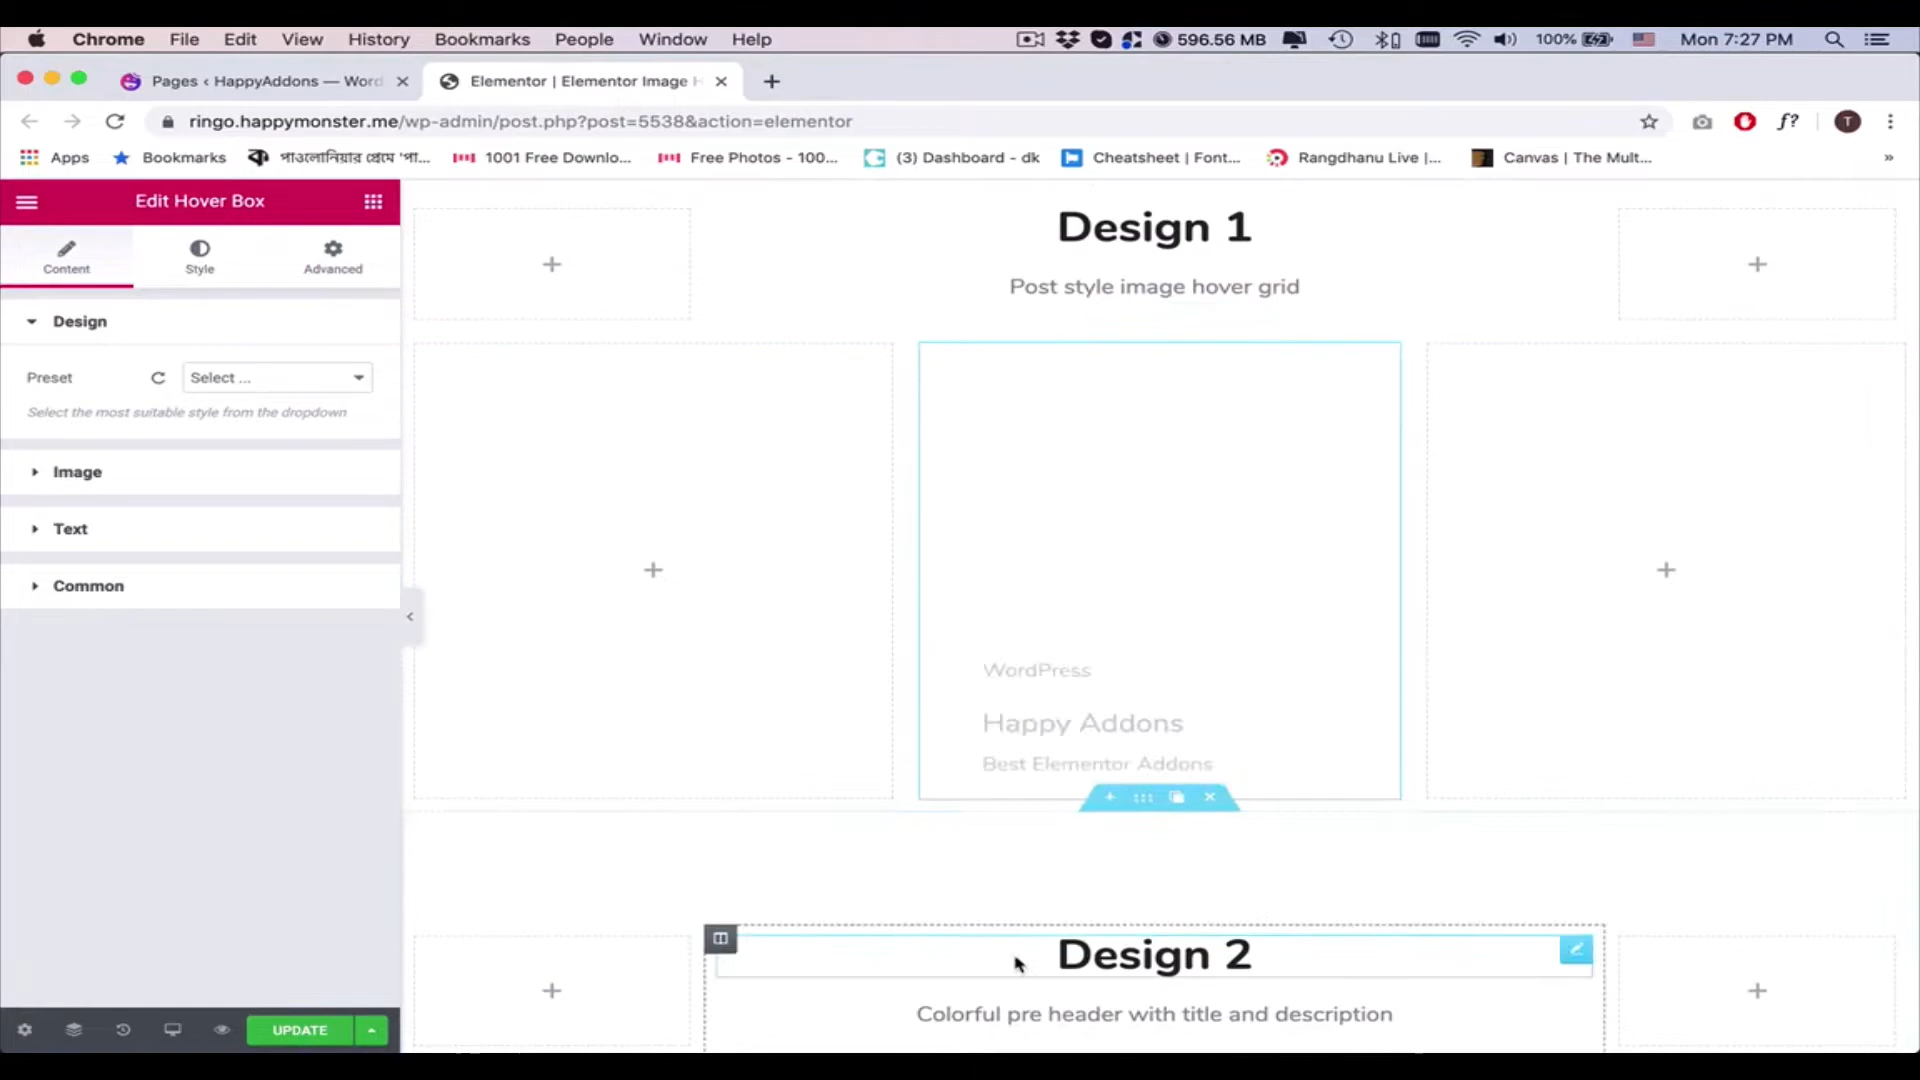 Chrome File Edit View History Bookmarks People Window Help 596.56 MB 100% Mon 7:27 PM
Pages ‹ HappyAddons — Word Elementor | Elementor Image H
ringo.happymonster.me/wp-admin/post.php?post=5538&action=elementor f? T
Apps Bookmarks পাওলোনিয়ার প্রেমে 'পা... 1001 Free Downlo... Free Photos - 100... (3) Dashboard - dk Cheatsheet | Font... Rangdhanu Live |... Canvas | The Mult... »
Edit Hover Box
Content Style Advanced
Design
Preset Select ...
Select the most suitable style from the dropdown
Image
Text
Common
UPDATE
Design 1
Post style image hover grid
WordPress
Happy Addons
Best Elementor Addons
Design 2
Colorful pre header with title and description